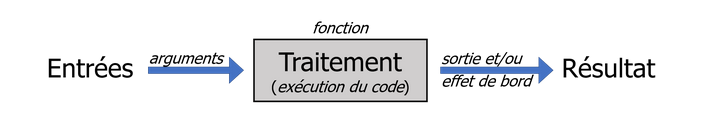 fonction
Entrées
arguments
Traitement
(exécution du code)
sortie et/ou
effet de bord
Résultat